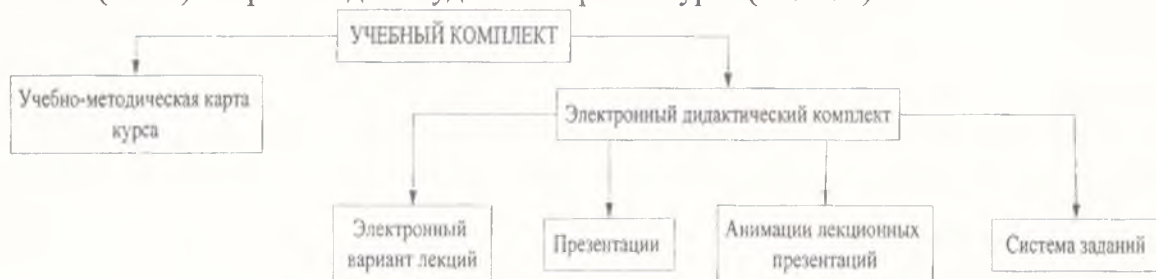 УЧЕБНЫЙ КОМПЛЕКТ
Учебно-методическая карта
курса
Электронный дидактический комплект
Электронный
вариант лекций
Презентации
Анимации лекционных
презентаций
Система заданий